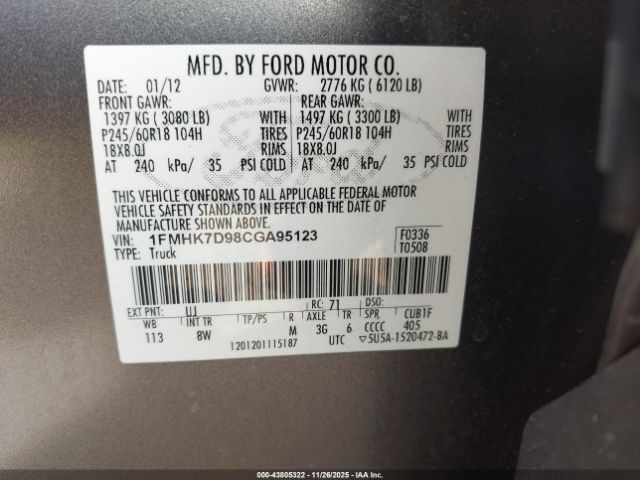 MFD. BY FORD MOTOR CO.
DATE: 01/12 GVWR: 2776 KG ( 6120 LB)
FRONT GAWR: REAR GAWR:
1397 KG ( 3080 LB) 1497 KG ( 3300 LB)
P245/60R18 104H TIRES P245/60R18 104H TIRES
18X8.0J RIMS 18X8.0J RIMS
AT 240 kPa/ 35 PSI COLD AT 240 kPa/ 35 PSI COLD
THIS VEHICLE CONFORMS TO ALL APPLICABLE FEDERAL MOTOR
VEHICLE SAFETY STANDARDS IN EFFECT ON THE DATE OF
MANUFACTURE SHOWN ABOVE.
VIN: 1FMHK7D98CGA95123 F0336
TYPE: Truck T0508
EXT PNT: UJ RC: 71 DSO:
WB INT TR TP/PS R AXLE TR SPR CUB1F
113 8W M 3G 6 CCCC 405
1201201115187 UTC ▽5U5A-1520472-BA
000-43805322 - 11/26/2025 - IAA Inc.